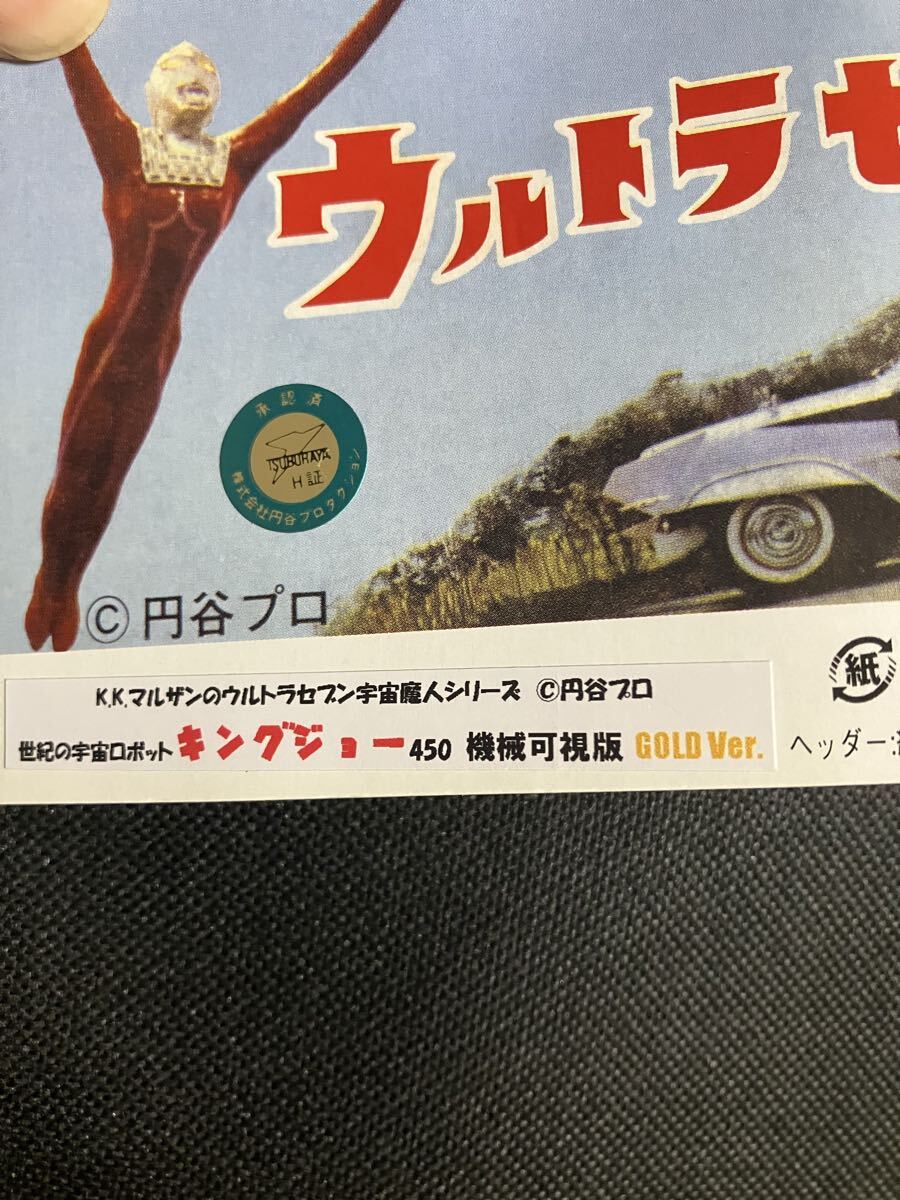 ウルトラセ
承認済
TSUBURAYA
H証
株式会社円谷プロダクション
©円谷プロ
K.K.マルザンのウルトラセブン宇宙魔人シリーズ ©円谷プロ
世紀の宇宙ロボット キングジョー450 機械可視版 GOLD Ver.
紙
ヘッダー: